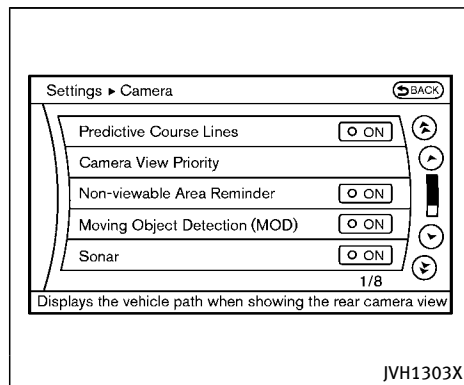 Settings ▸ Camera
BACK
Predictive Course Lines ON
Camera View Priority
Non-viewable Area Reminder ON
Moving Object Detection (MOD) ON
Sonar ON
1/8
Displays the vehicle path when showing the rear camera view
JVH1303X